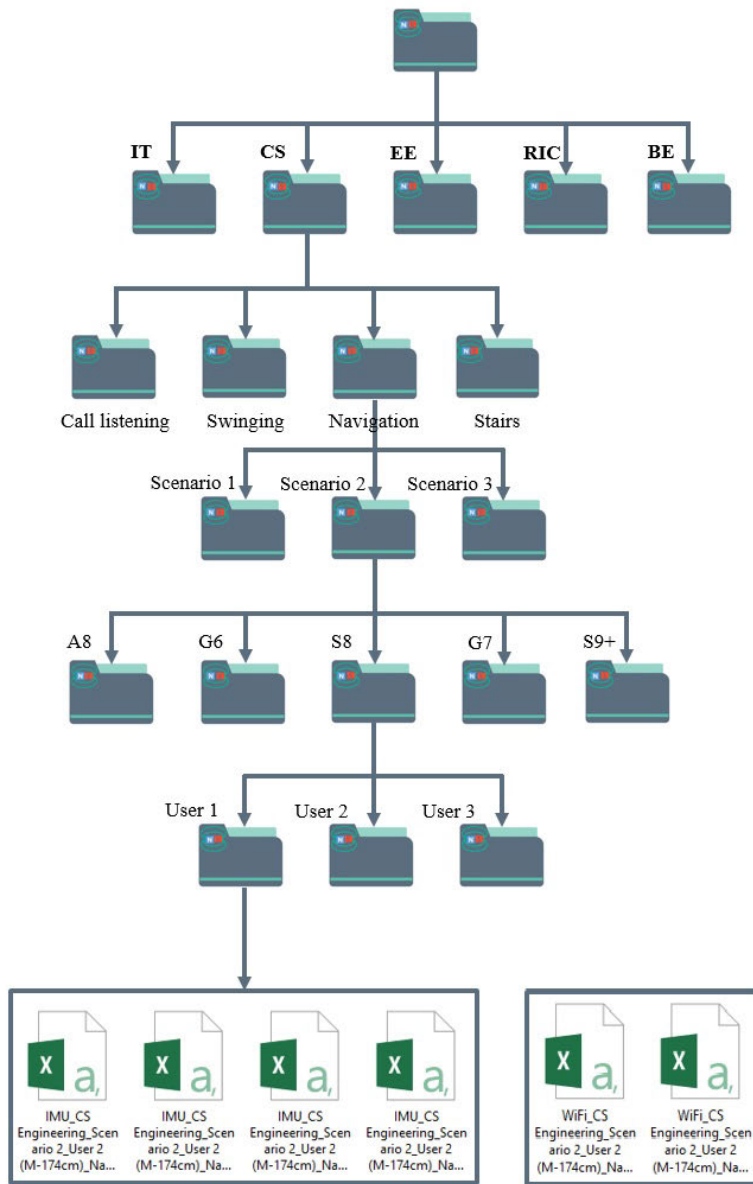 IT CS EE RIC BE
Call listening Swinging Navigation Stairs
Scenario 1 Scenario 2 Scenario 3
A8 G6 S8 G7 S9+
User 1 User 2 User 3
X a, X a, X a, X a, X a, X a,
IMU_CS
Engineering_Scen
ario 2_User 2
(M-174cm)_Na...
IMU_CS
Engineering_Scen
ario 2_User 2
(M-174cm)_Na...
IMU_CS
Engineering_Scen
ario 2_User 2
(M-174cm)_Na...
IMU_CS
Engineering_Scen
ario 2_User 2
(M-174cm)_Na...
WiFi_CS
Engineering_Scen
ario 2_User 2
(M-174cm)_Na...
WiFi_CS
Engineering_Scen
ario 2_User 2
(M-174cm)_Na...